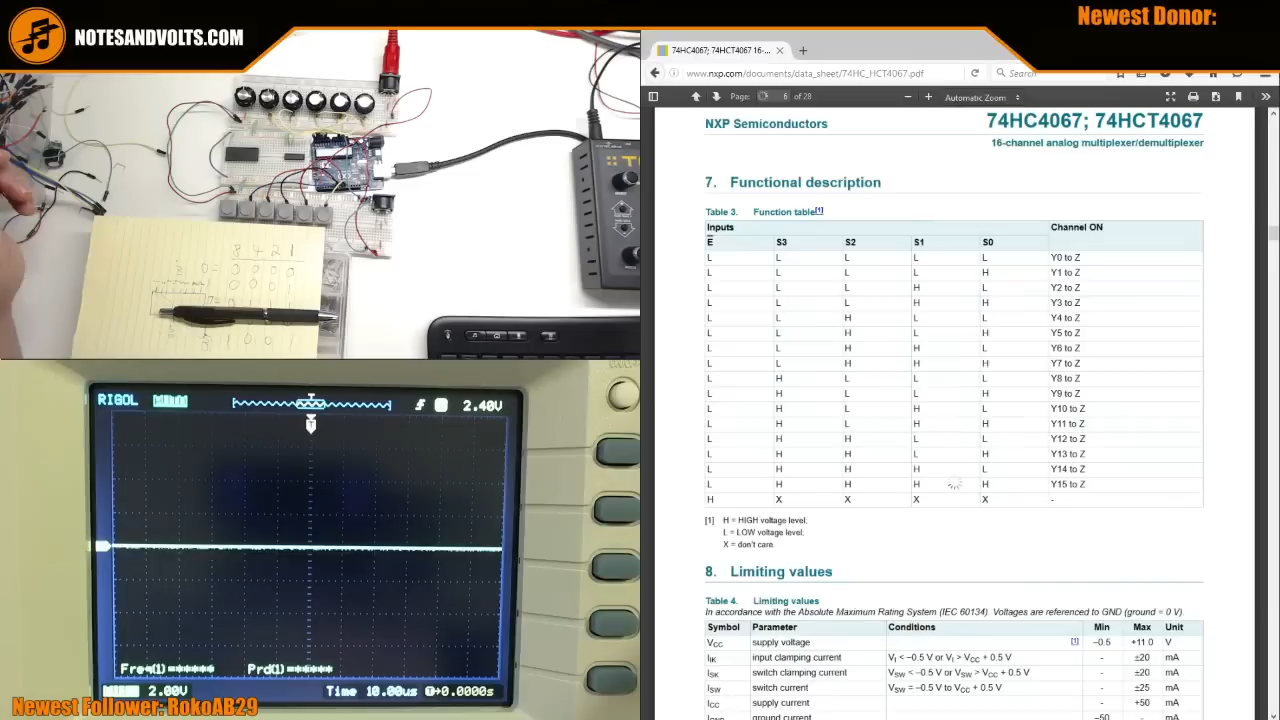 NOTESANDVOLTS.COM
Newest Donor:
8 4 2 1
0 0 0 0
0 0 0 1
RIGOL
2.40V
Freq(1)=*****
Prd(1)=*****
2.00V
Time 10.00us
+0.0000s
Newest Follower: RokoAB29
74HC4067; 74HCT4067 16-...
www.nxp.com/documents/data_sheet/74HC_HCT4067.pdf
Search
Page: 6 of 29
Automatic Zoom
NXP Semiconductors
74HC4067; 74HCT4067
16-channel analog multiplexer/demultiplexer
7. Functional description
Table 3. Function table[1]
Inputs Channel ON
E S3 S2 S1 S0
L L L L L Y0 to Z
L L L L H Y1 to Z
L L L H L Y2 to Z
L L L H H Y3 to Z
L L H L L Y4 to Z
L L H L H Y5 to Z
L L H H L Y6 to Z
L L H H H Y7 to Z
L H L L L Y8 to Z
L H L L H Y9 to Z
L H L H L Y10 to Z
L H L H H Y11 to Z
L H H L L Y12 to Z
L H H L H Y13 to Z
L H H H L Y14 to Z
L H H H H Y15 to Z
H X X X X -
[1] H = HIGH voltage level;
L = LOW voltage level;
X = don't care.
8. Limiting values
Table 4. Limiting values
In accordance with the Absolute Maximum Rating System (IEC 60134). Voltages are referenced to GND (ground = 0 V).
Symbol Parameter Conditions Min Max Unit
VCC supply voltage [1] −0.5 +11.0 V
IIK input clamping current VI < −0.5 V or VI > VCC + 0.5 V - ±20 mA
ISK switch clamping current VSW < −0.5 V or VSW > VCC + 0.5 V - ±20 mA
ISW switch current VSW = −0.5 V to VCC + 0.5 V - ±25 mA
ICC supply current - +50 mA
IGND ground current −50 - mA